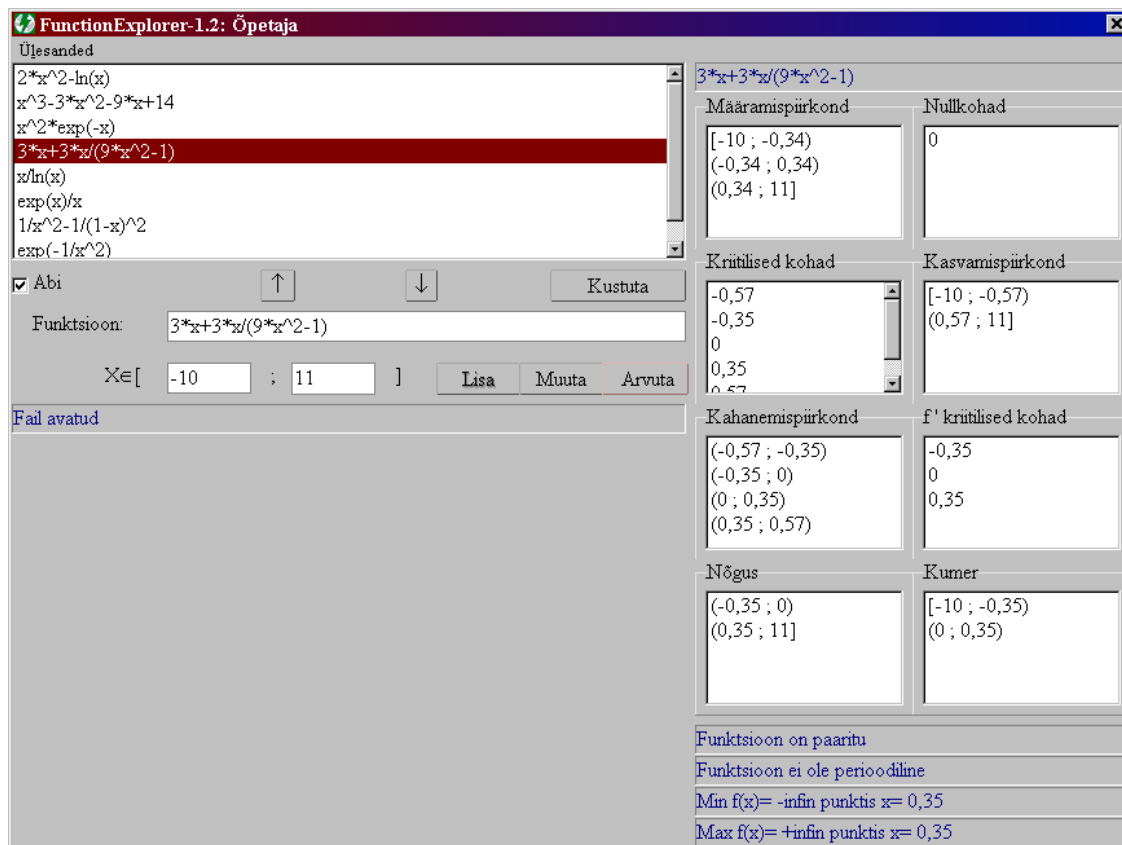 FunctionExplorer-1.2: Õpetaja
Ülesanded
2*x^2-ln(x)
x^3-3*x^2-9*x+14
x^2*exp(-x)
3*x+3*x/(9*x^2-1)
x/ln(x)
exp(x)/x
1/x^2-1/(1-x)^2
exp(-1/x^2)
Abi
↑
↓
Kustuta
Funktsioon:
3*x+3*x/(9*x^2-1)
X∈[ -10 ; 11 ]
Lisa
Muuta
Arvuta
Fail avatud
3*x+3*x/(9*x^2-1)
Määramispiirkond
[-10 ; -0,34)
(-0,34 ; 0,34)
(0,34 ; 11]
Nullkohad
0
Kriitilised kohad
-0,57
-0,35
0
0,35
0,57
Kasvamispiirkond
[-10 ; -0,57)
(0,57 ; 11]
Kahanemispiirkond
(-0,57 ; -0,35)
(-0,35 ; 0)
(0 ; 0,35)
(0,35 ; 0,57)
f ' kriitilised kohad
-0,35
0
0,35
Nõgus
(-0,35 ; 0)
(0,35 ; 11]
Kumer
[-10 ; -0,35)
(0 ; 0,35)
Funktsioon on paaritu
Funktsioon ei ole perioodiline
Min f(x)= -infin punktis x= 0,35
Max f(x)= +infin punktis x= 0,35